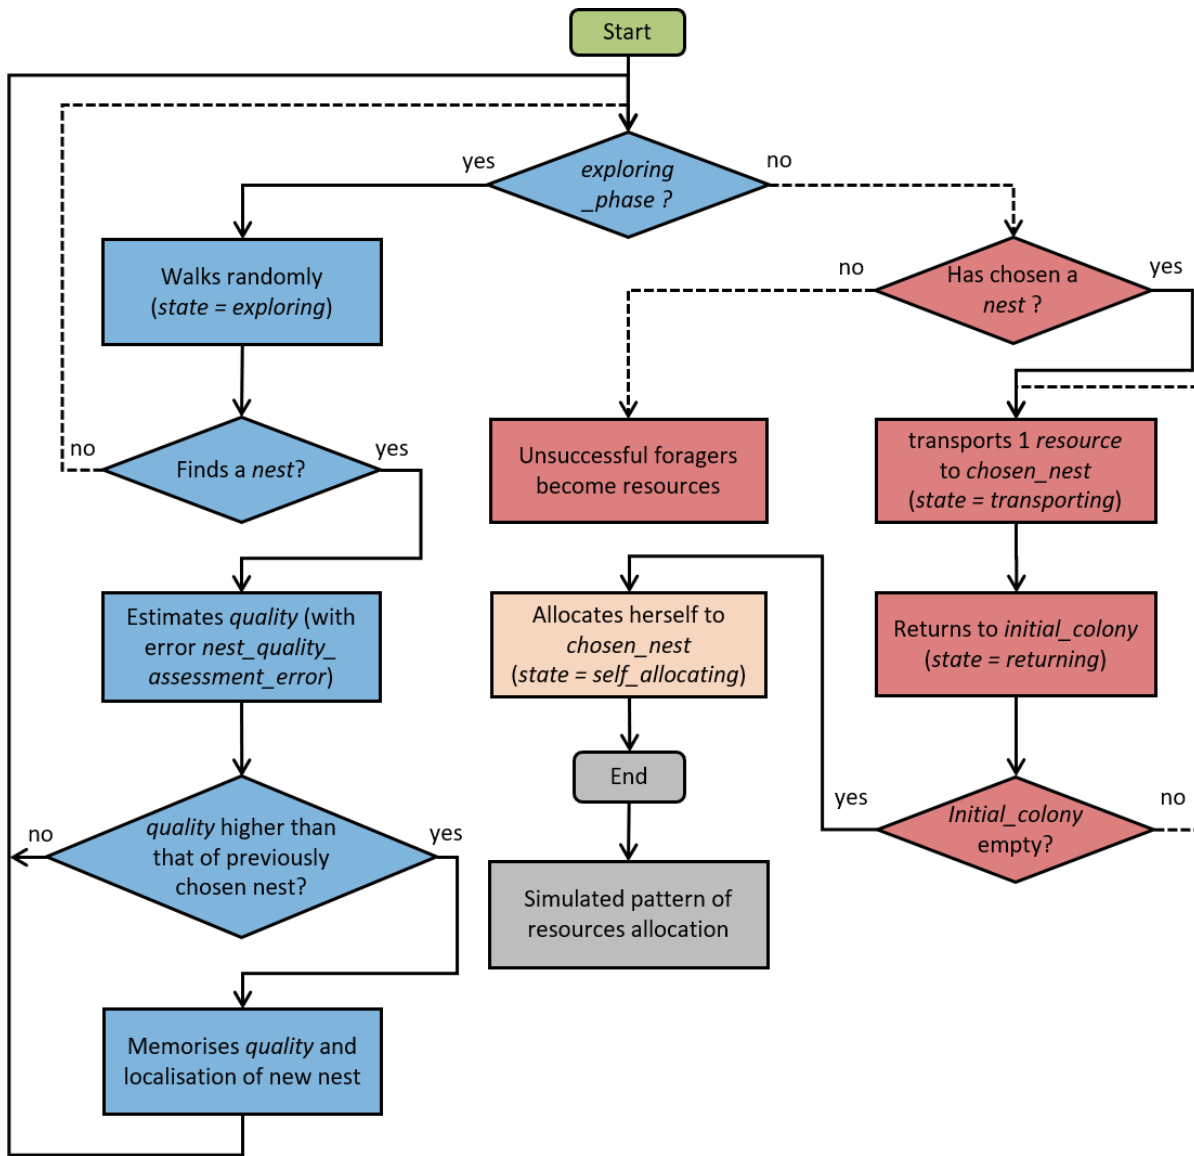 Start
yes
no
exploring
_phase ?
Walks randomly
(state = exploring)
no
Has chosen a
nest ?
yes
no
Finds a nest?
yes
Unsuccessful foragers
become resources
transports 1 resource
to chosen_nest
(state = transporting)
Estimates quality (with
error nest_quality_
assessment_error)
Allocates herself to
chosen_nest
(state = self_allocating)
Returns to initial_colony
(state = returning)
End
no
quality higher than
that of previously
chosen nest?
yes
yes
Initial_colony
empty?
no
Simulated pattern of
resources allocation
Memorises quality and
localisation of new nest